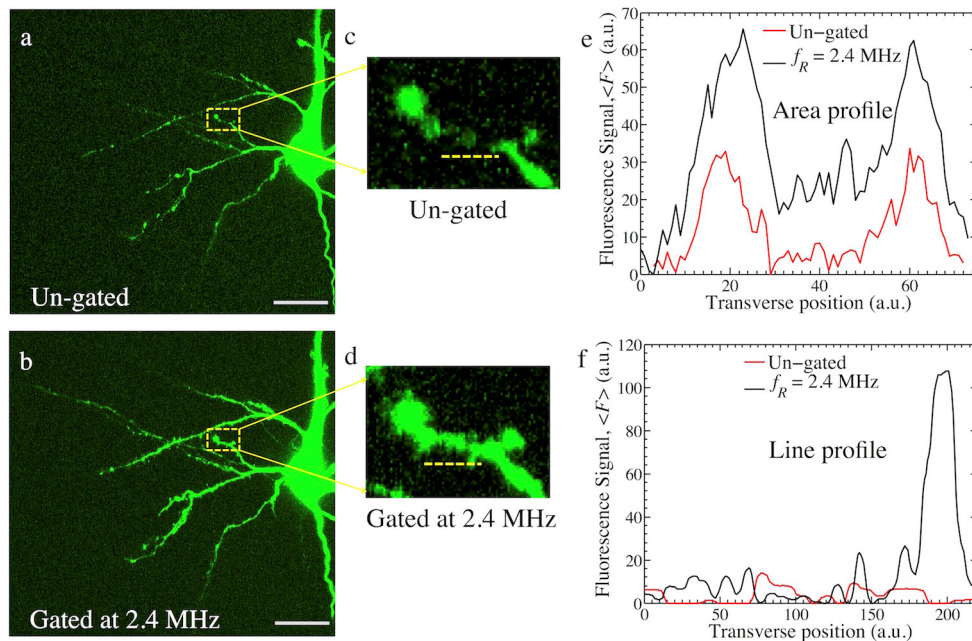 a
Un-gated
b
Gated at 2.4 MHz
c
Un-gated
d
Gated at 2.4 MHz
e
Un−gated
f_R = 2.4 MHz
Area profile
Fluorescence Signal,<F> (a.u.)
70
60
50
40
30
20
10
0
0 20 40 60
Transverse position (a.u.)
f
Un−gated
f_R = 2.4 MHz
Line profile
Fluorescence Signal, <F> (a.u.)
120
100
80
60
40
20
0
0 50 100 150 200
Transverse position (a.u.)